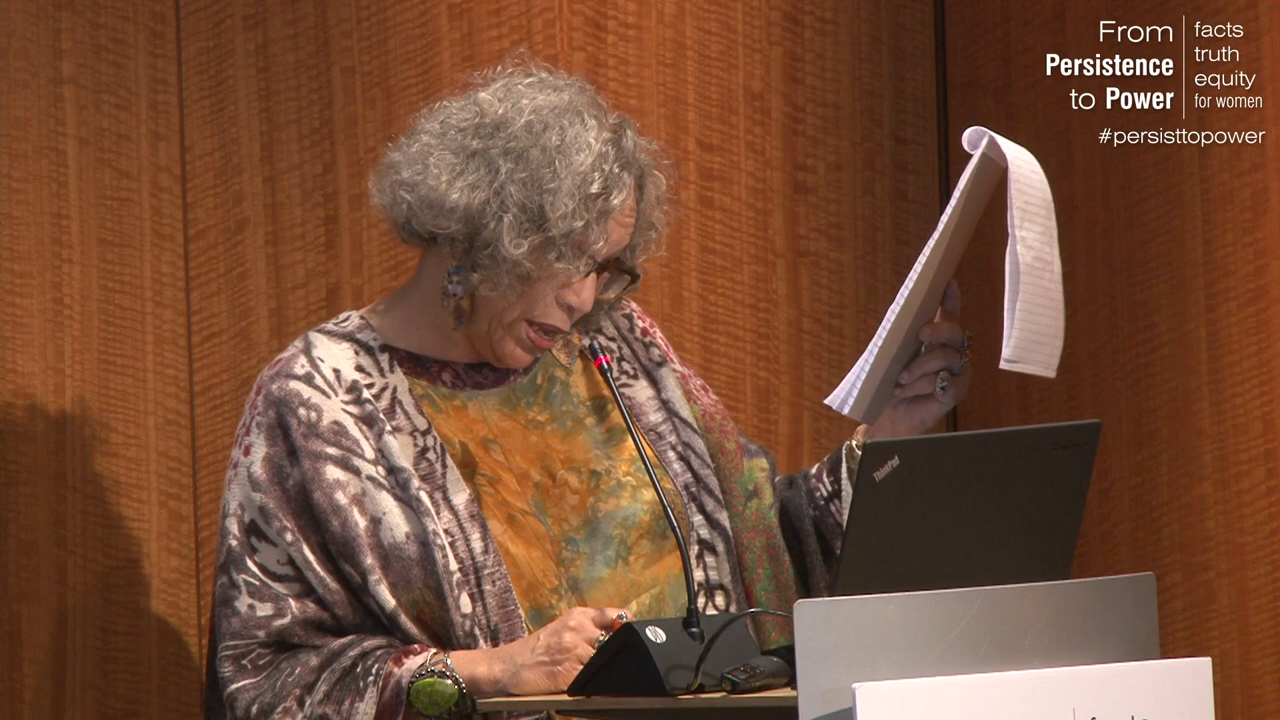 From
Persistence
to Power
facts
truth
equity
for women
#persisttopower
ThinkPad